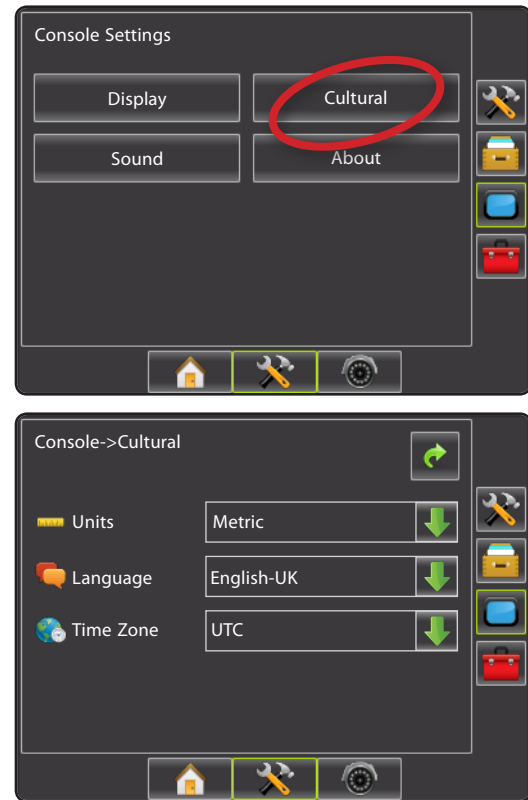 Console Settings
Display
Cultural
Sound
About
Console->Cultural
Units
Metric
Language
English-UK
Time Zone
UTC